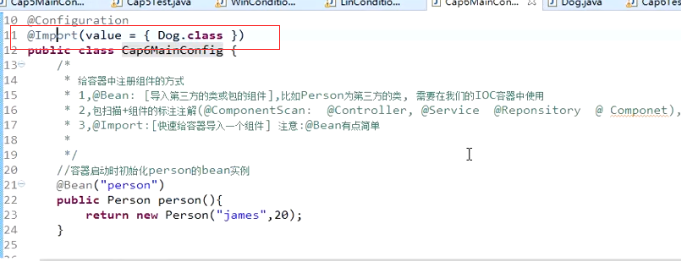 Cap5MainCon... Cap5Test.java WinConditio... LinConditio... Cap6MainCo... Dog.java Cap6Tes
10 @Configuration
11 @Import(value = { Dog.class })
12 public class Cap6MainConfig {
13 /*
14 * 给容器中注册组件的方式
15 * 1,@Bean: [导入第三方的类或包的组件],比如Person为第三方的类, 需要在我们的IOC容器中使用
16 * 2,包扫描+组件的标注注解(@ComponentScan: @Controller, @Service @Reponsitory @ Componet),
17 * 3,@Import:[快速给容器导入一个组件] 注意:@Bean有点简单
18 *
19 */
20 //容器启动时初始化person的bean实例
21 @Bean("person")
22 public Person person(){
23 return new Person("james",20);
24 }
25
26